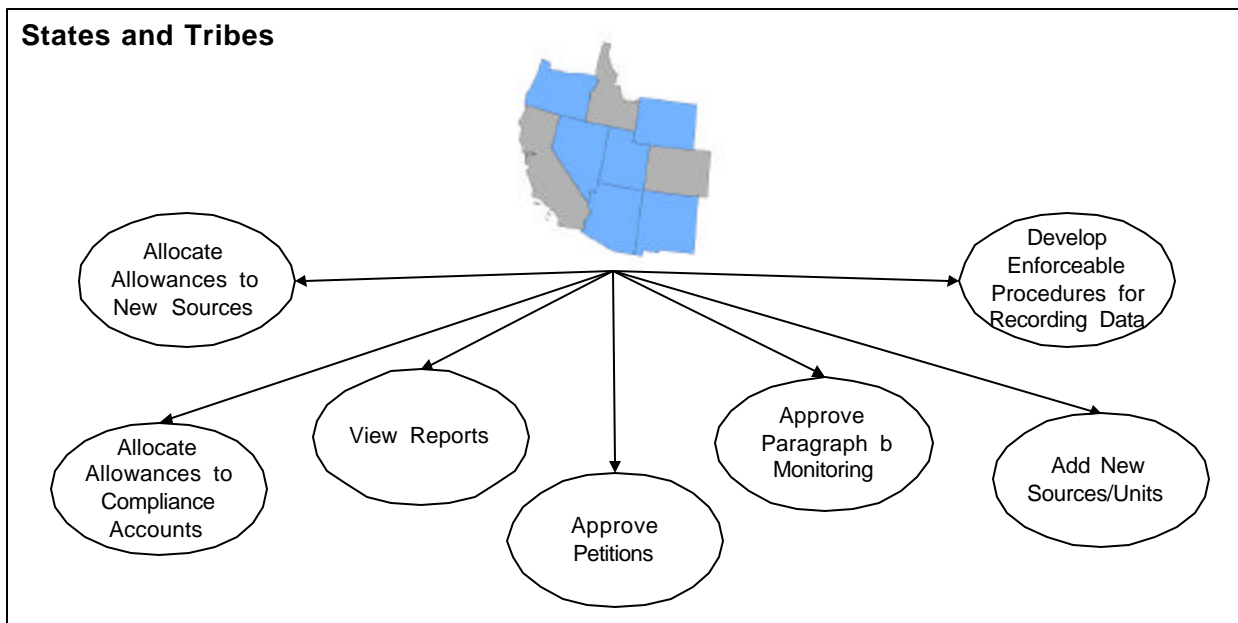 States and Tribes
Allocate
Allowances to
New Sources
Develop
Enforceable
Procedures for
Recording Data
Allocate
Allowances to
Compliance
Accounts
View Reports
Approve
Petitions
Approve
Paragraph b
Monitoring
Add New
Sources/Units